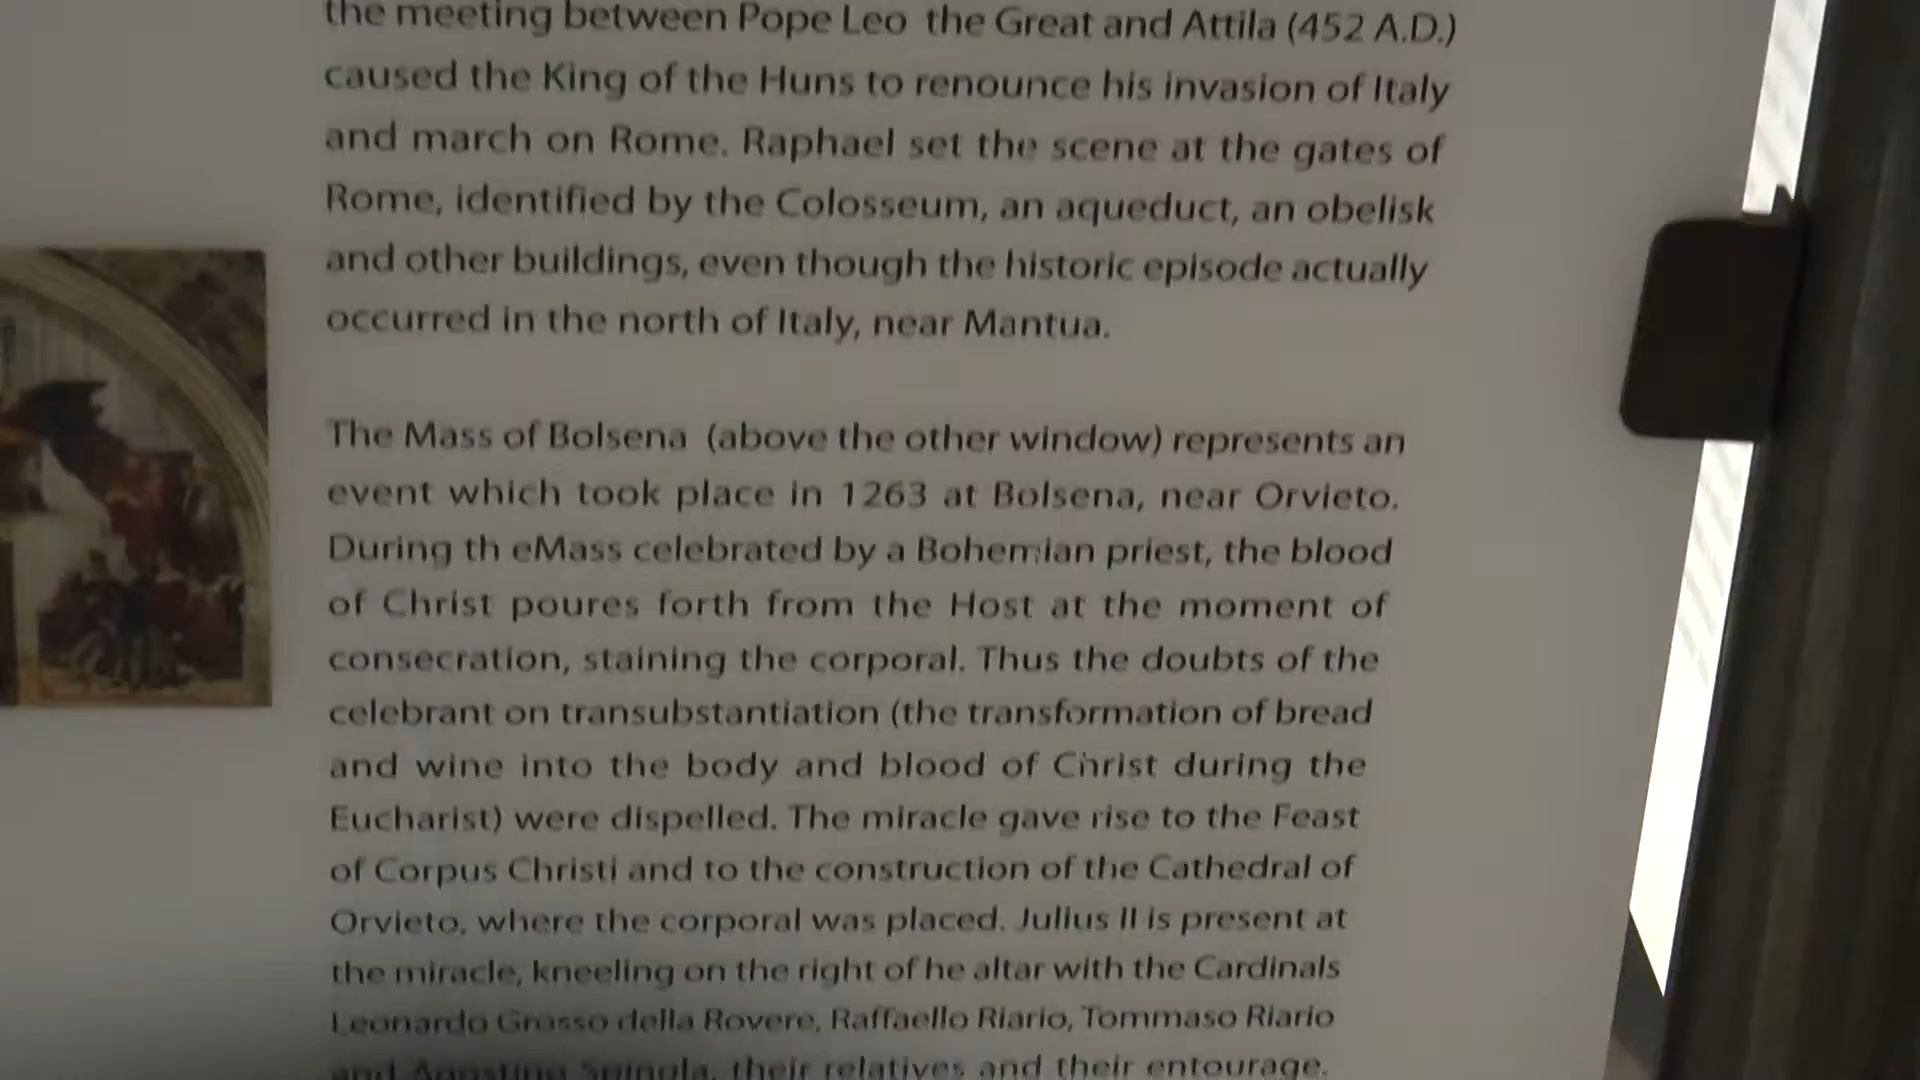 the meeting between Pope Leo the Great and Attila (452 A.D.)
caused the King of the Huns to renounce his invasion of Italy
and march on Rome. Raphael set the scene at the gates of
Rome, identified by the Colosseum, an aqueduct, an obelisk
and other buildings, even though the historic episode actually
occurred in the north of Italy, near Mantua.
The Mass of Bolsena (above the other window) represents an
event which took place in 1263 at Bolsena, near Orvieto.
During th eMass celebrated by a Bohemian priest, the blood
of Christ poures forth from the Host at the moment of
consecration, staining the corporal. Thus the doubts of the
celebrant on transubstantiation (the transformation of bread
and wine into the body and blood of Christ during the
Eucharist) were dispelled. The miracle gave rise to the Feast
of Corpus Christi and to the construction of the Cathedral of
Orvieto, where the corporal was placed. Julius II is present at
the miracle, kneeling on the right of he altar with the Cardinals
Leonardo Grosso della Rovere, Raffaello Riario, Tommaso Riario
and Agostino Spinola, their relatives and their entourage.